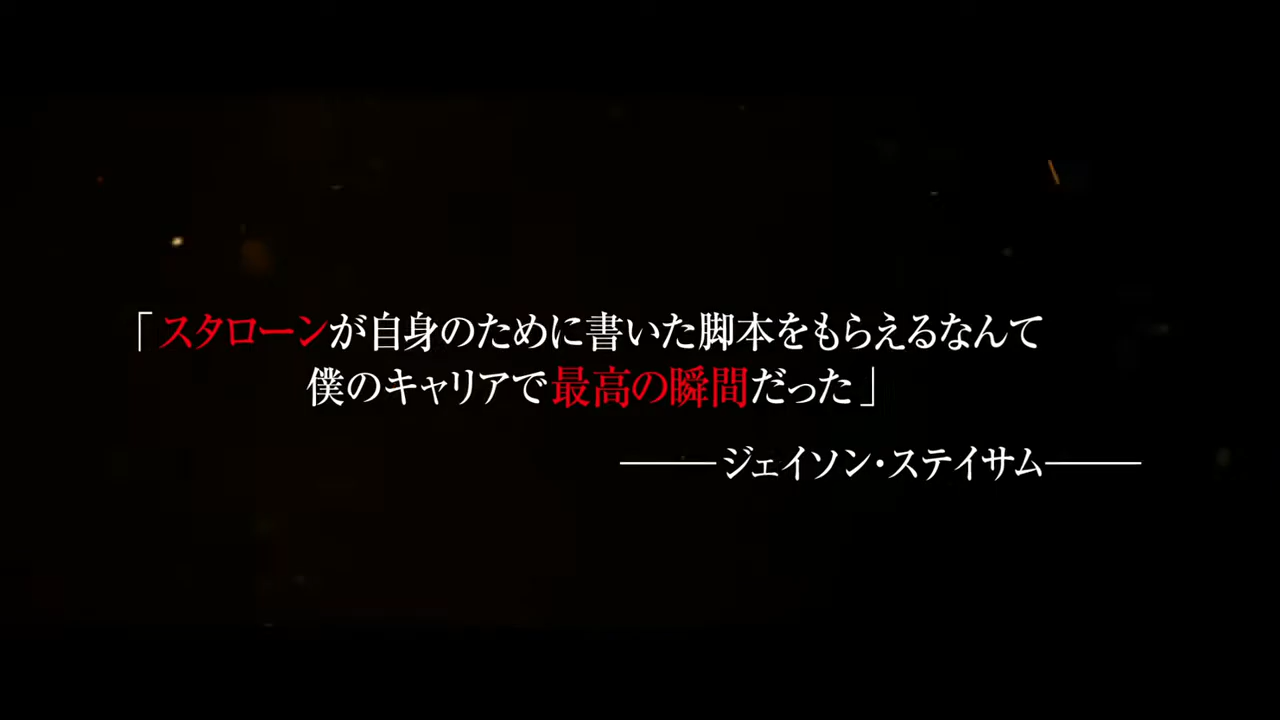 「スタローンが自身のために書いた脚本をもらえるなんて
僕のキャリアで最高の瞬間だった」
───ジェイソン・ステイサム───